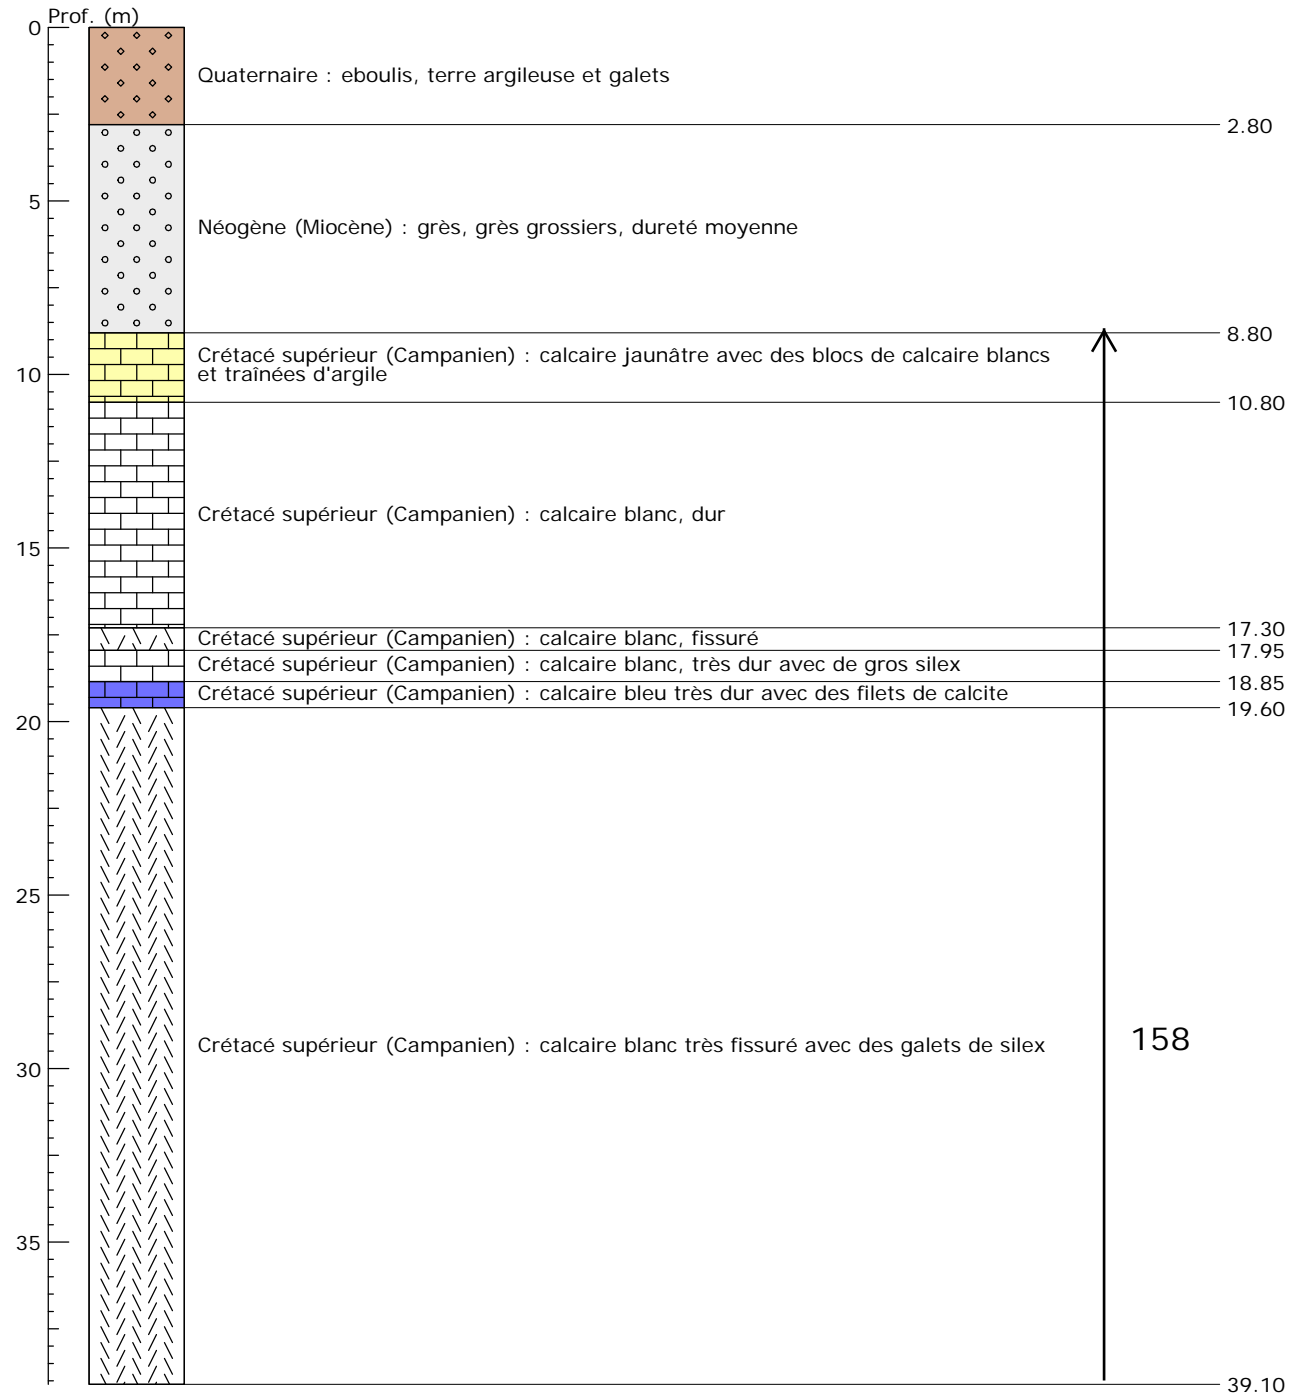 Prof. (m)
0
Quaternaire : eboulis, terre argileuse et galets
2.80
5
Néogène (Miocène) : grès, grès grossiers, dureté moyenne
8.80
Crétacé supérieur (Campanien) : calcaire jaunâtre avec des blocs de calcaire blancs
et traînées d'argile
10
10.80
Crétacé supérieur (Campanien) : calcaire blanc, dur
15
17.30
Crétacé supérieur (Campanien) : calcaire blanc, fissuré
17.95
Crétacé supérieur (Campanien) : calcaire blanc, très dur avec de gros silex
18.85
Crétacé supérieur (Campanien) : calcaire bleu très dur avec des filets de calcite
19.60
20
25
158
Crétacé supérieur (Campanien) : calcaire blanc très fissuré avec des galets de silex
30
35
39.10